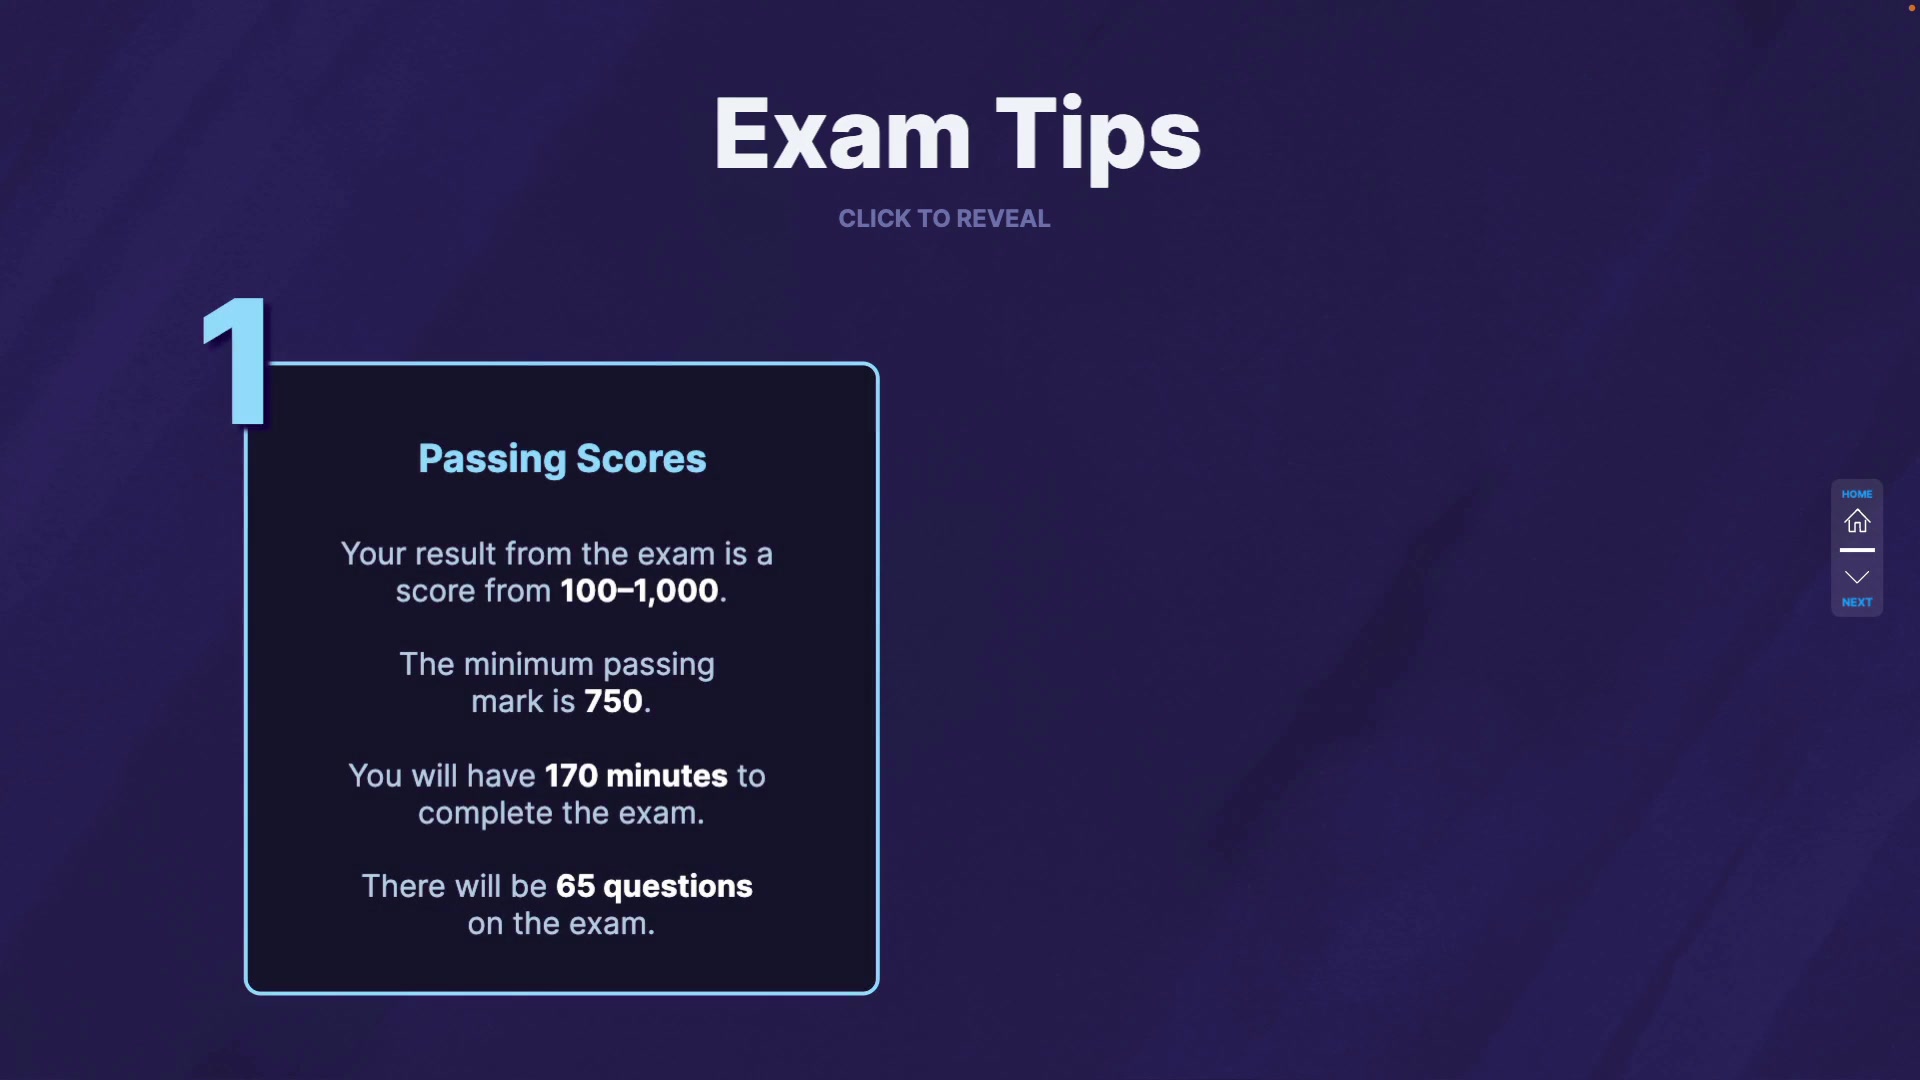 Exam Tips
CLICK TO REVEAL
1
Passing Scores
Your result from the exam is a
score from 100–1,000.
The minimum passing
mark is 750.
You will have 170 minutes to
complete the exam.
There will be 65 questions
on the exam.
HOME
NEXT